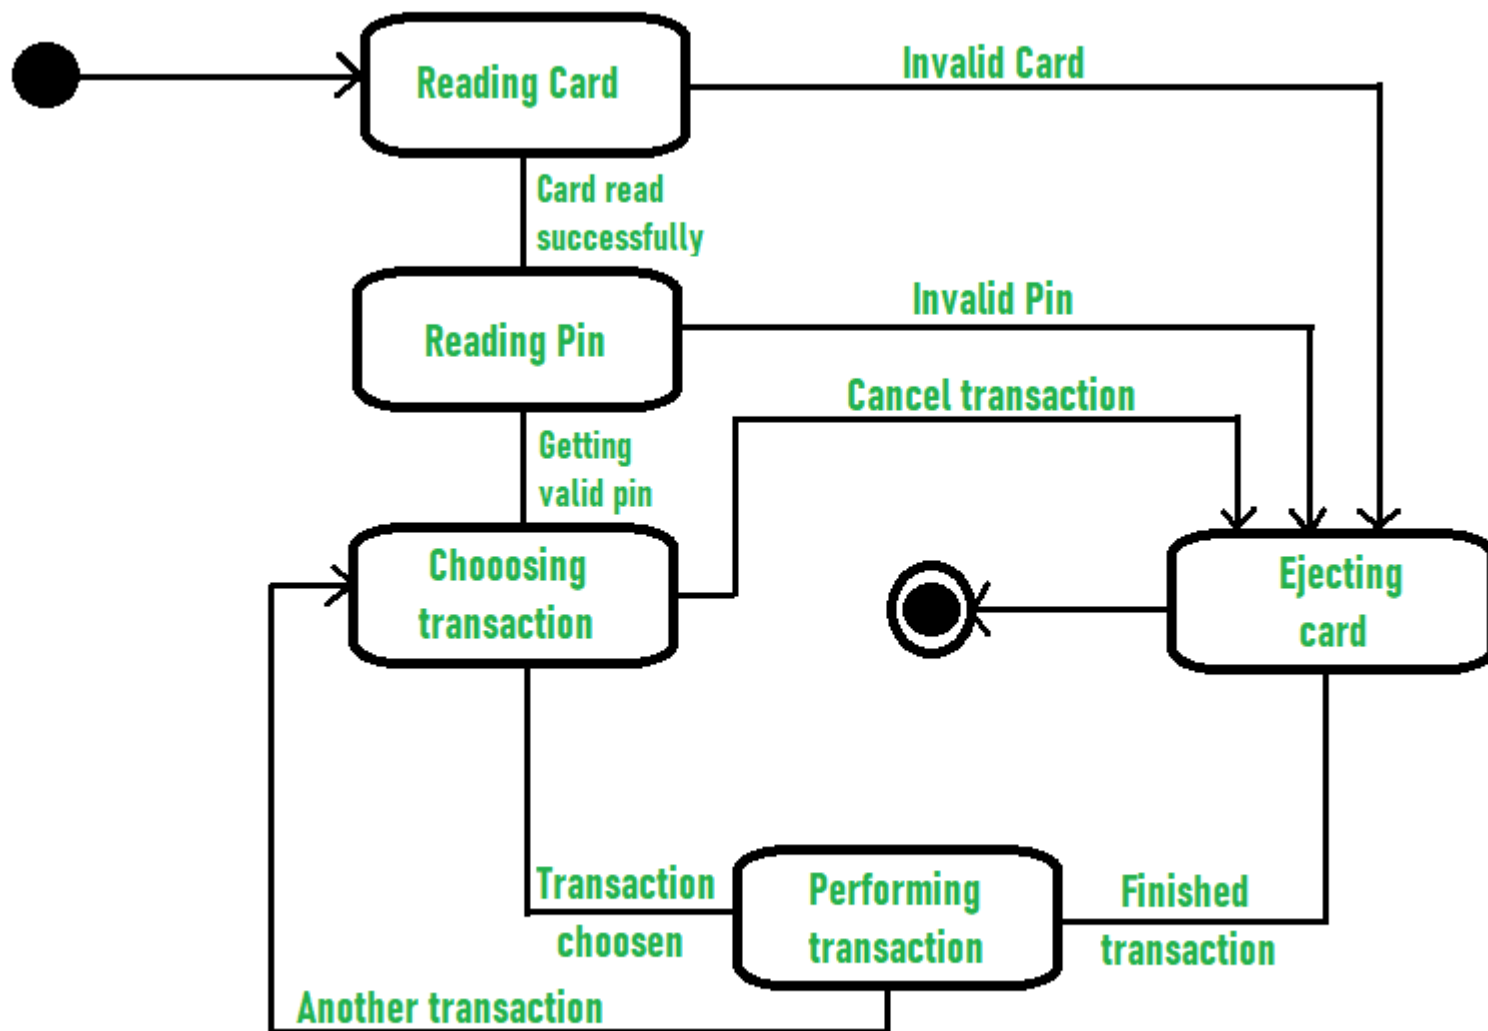 Reading Card
Invalid Card
Card read
successfully
Reading Pin
Invalid Pin
Cancel transaction
Getting
valid pin
Chooosing
transaction
Ejecting
card
Transaction
choosen
Performing
transaction
Finished
transaction
Another transaction